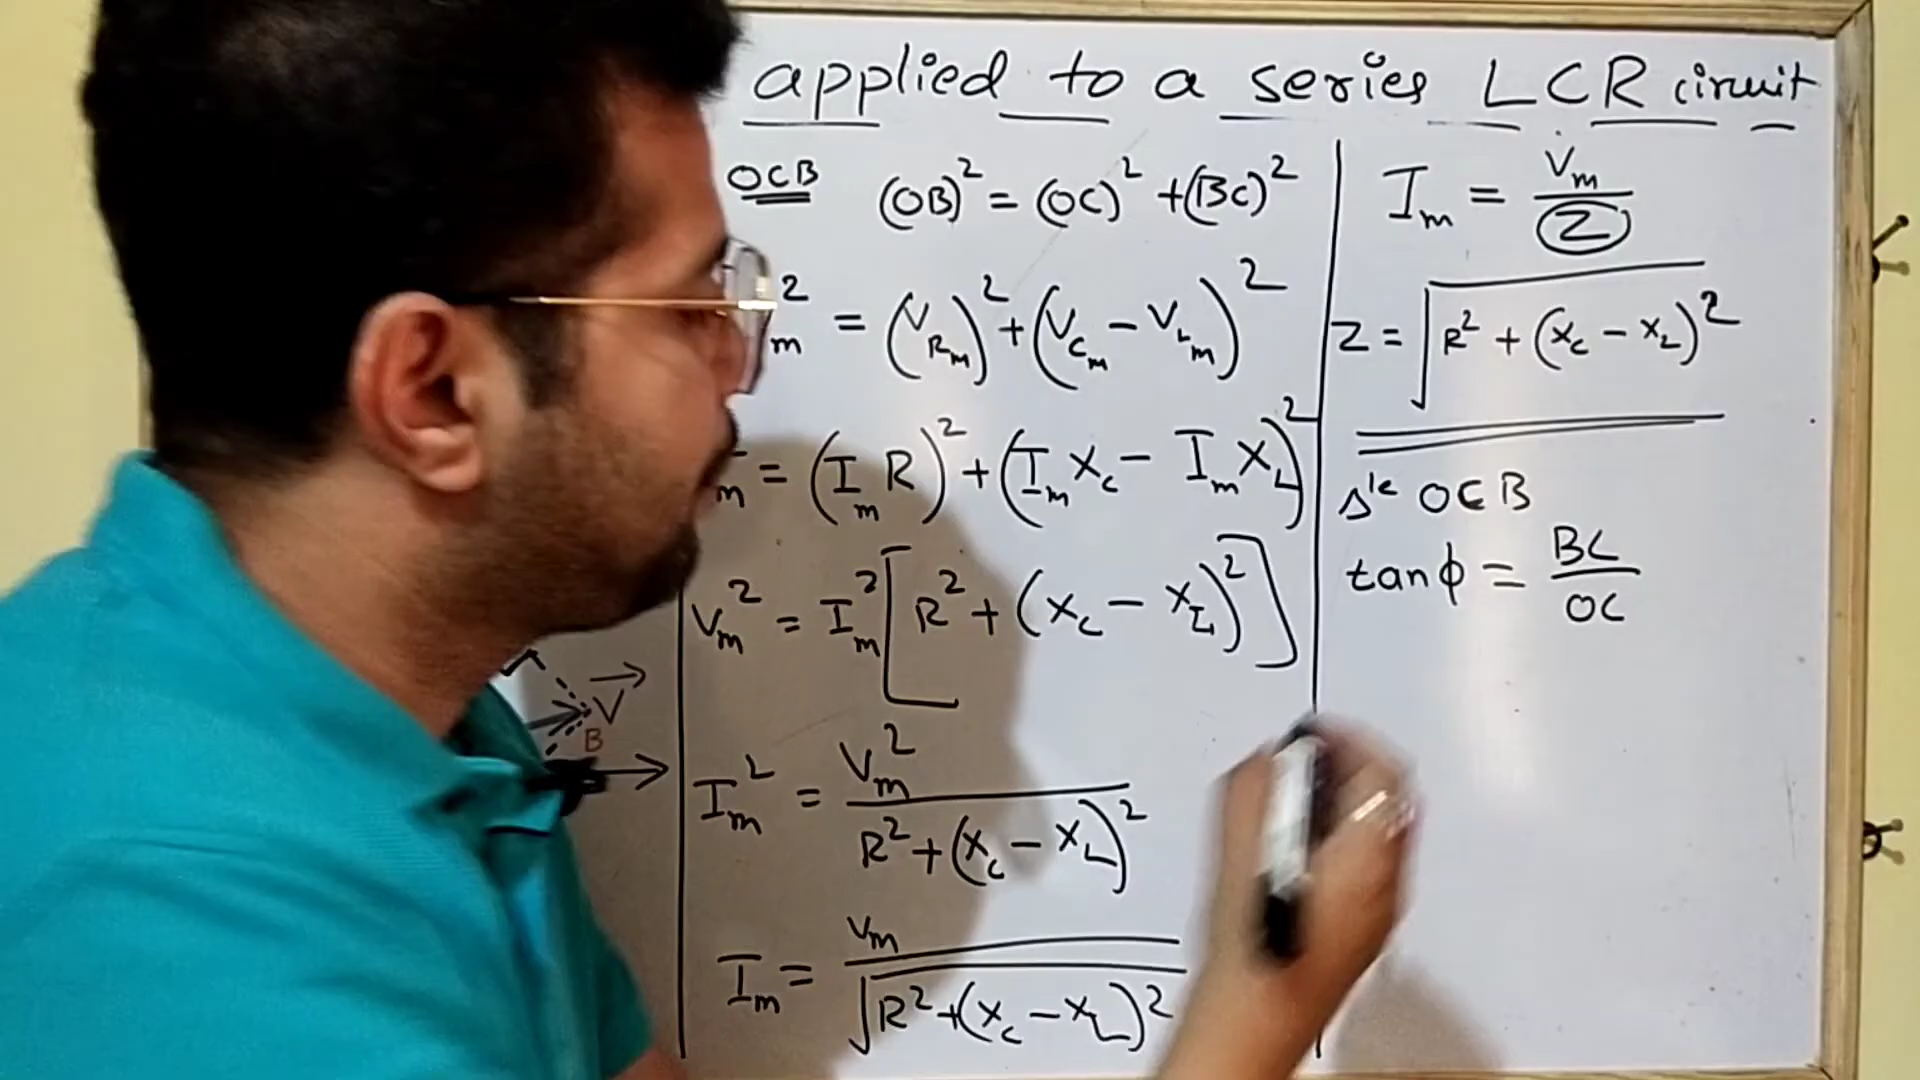 applied to a series LCR circuit
OCB (OB)² = (OC)² + (BC)²
m² = (V_Rm)² + (V_Cm − V_Lm)²
m = (I_m R)² + (I_m X_C − I_m X_L)²
V_m² = I_m² [R² + (X_C − X_L)²]
I_m² = V_m² / R² + (X_C − X_L)²
I_m = V_m / √R² + (X_C − X_L)²
I_m = V_m / Z
Z = √R² + (X_C − X_L)²
Δle OCB
tan ϕ = BC / OC
V
B